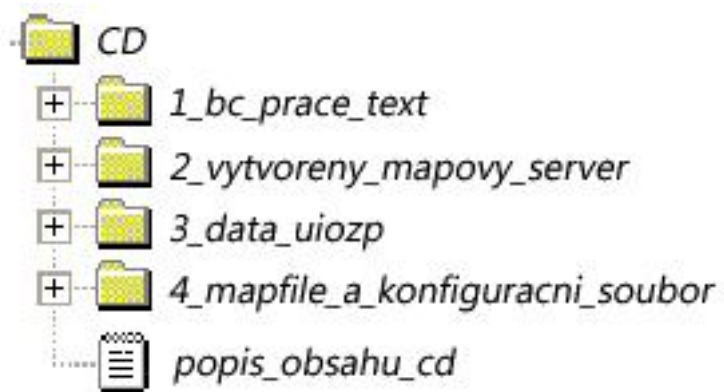 CD
1_bc_prace_text
2_vytvoreny_mapovy_server
3_data_uiozp
4_mapfile_a_konfiguracni_soubor
popis_obsahu_cd